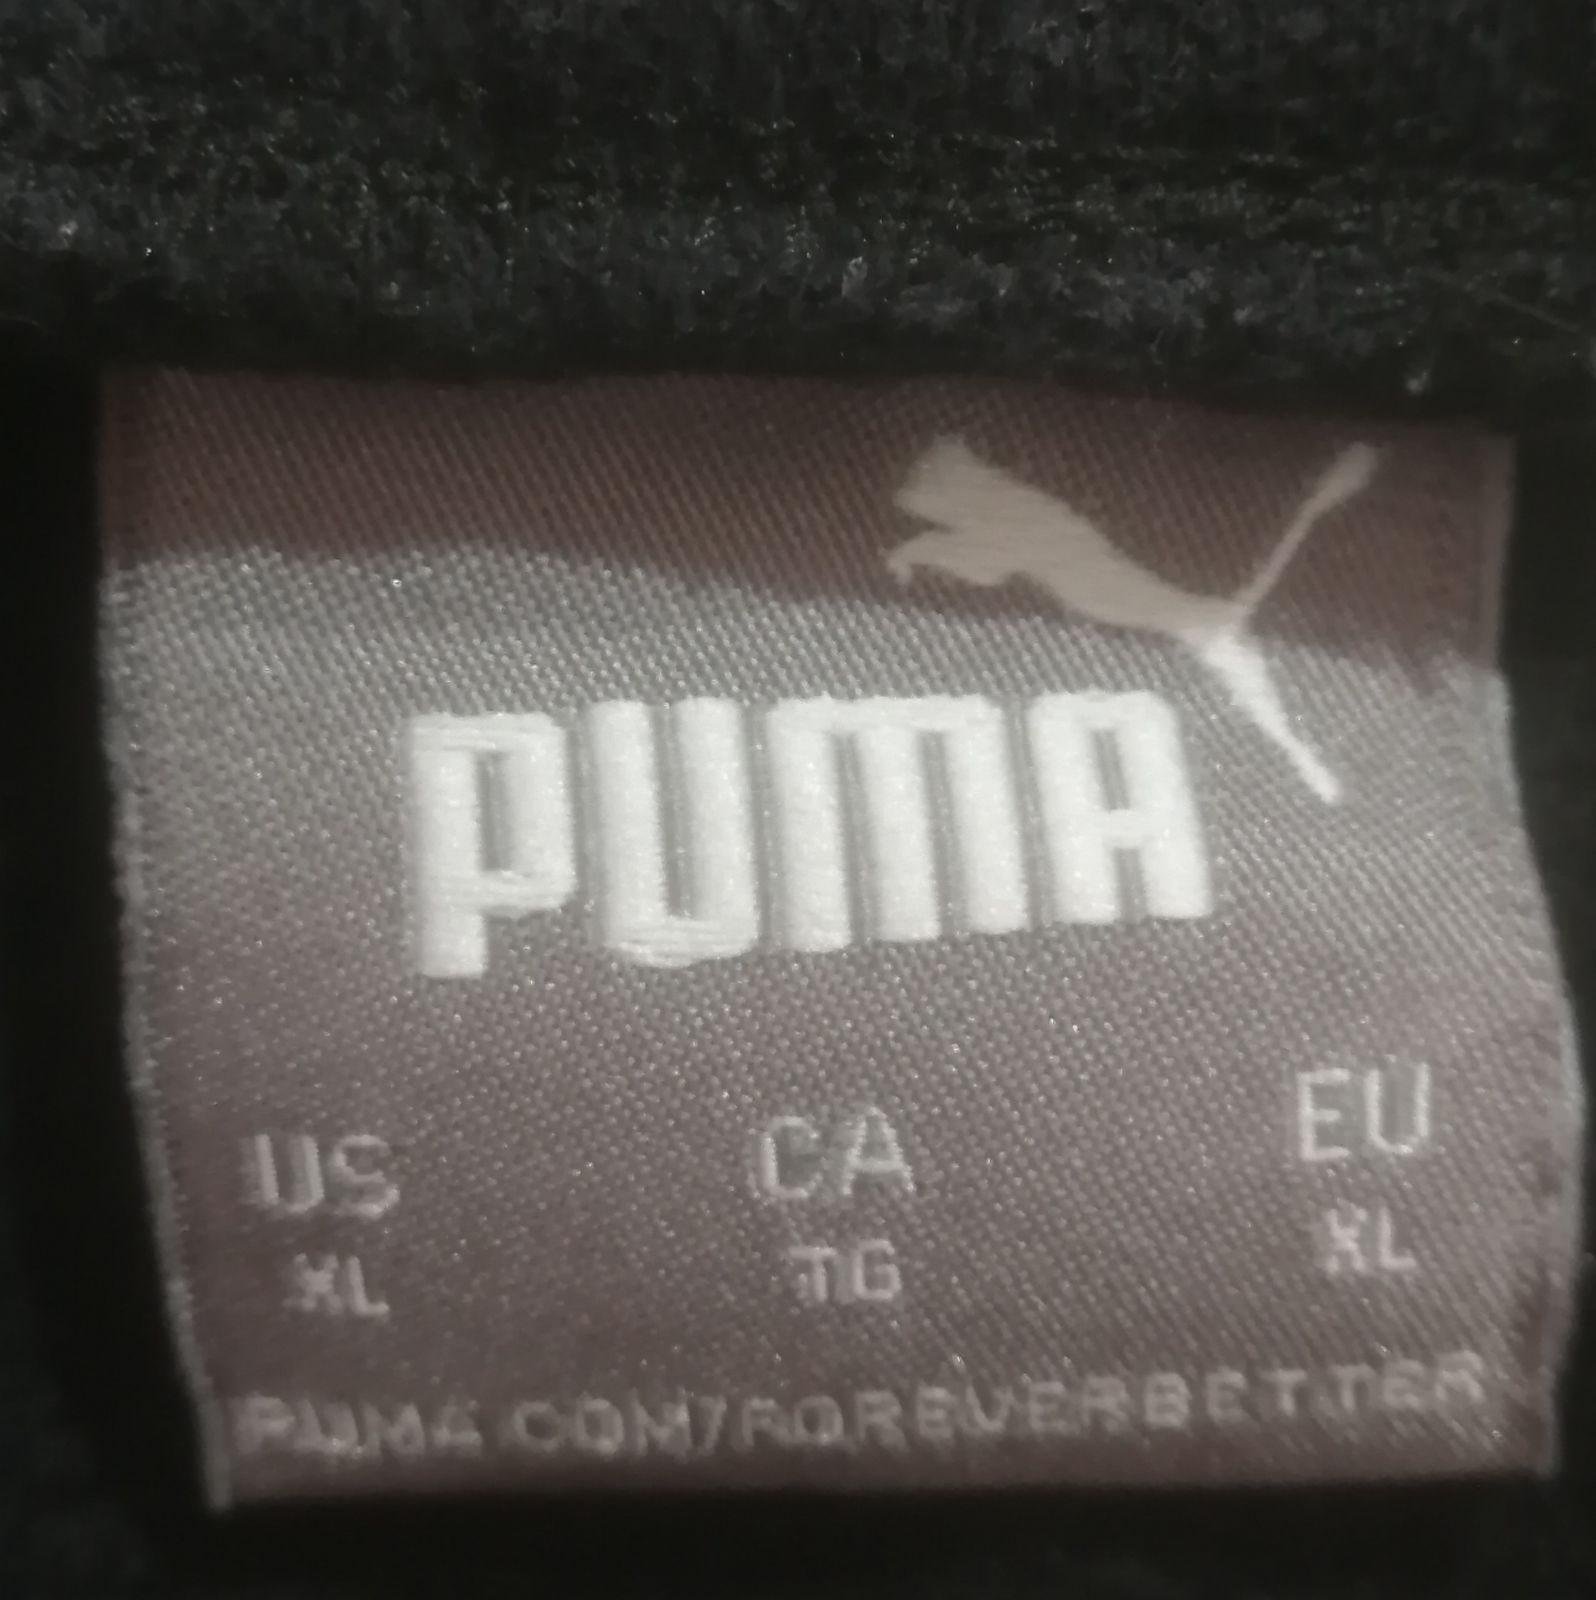 PUMA
US CA EU
XL TG XL
PUMA.COM/FOREVERBETTER